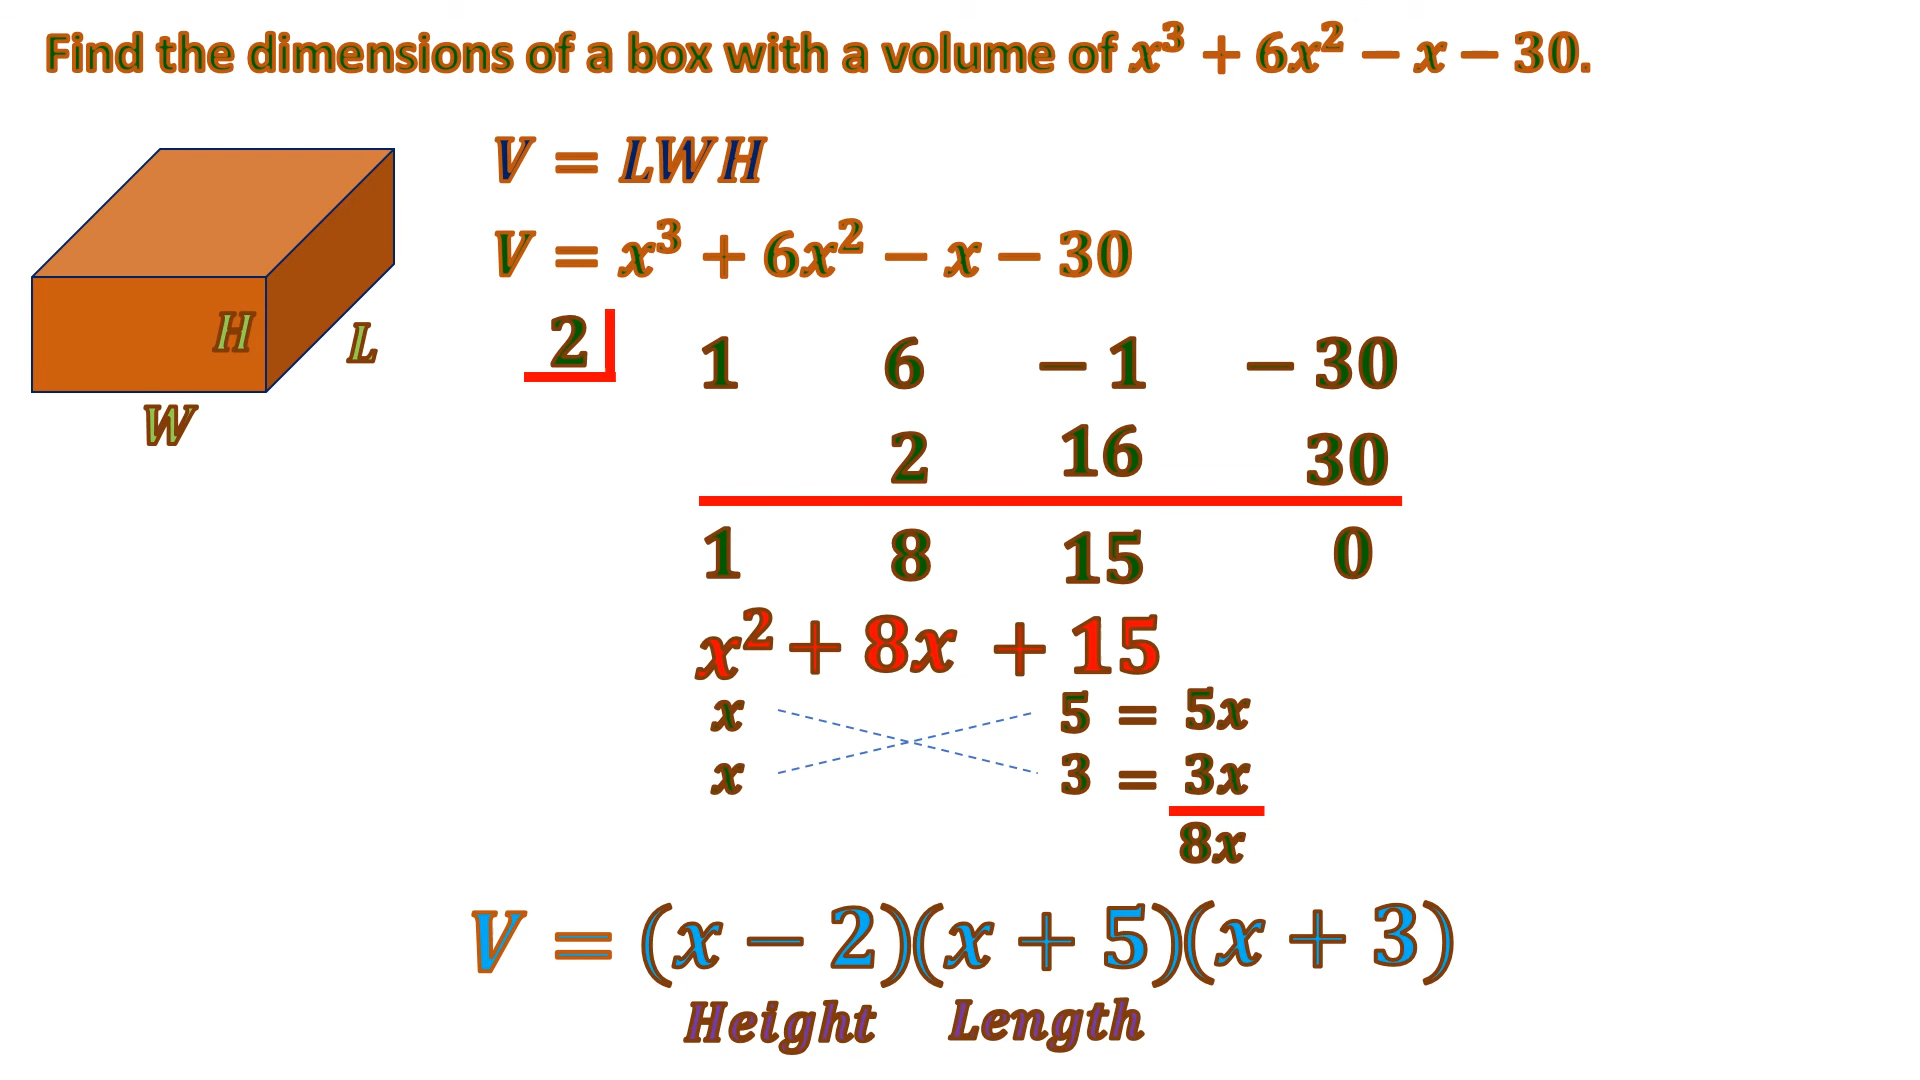 Find the dimensions of a box with a volume of x³ + 6x² − x − 30.
V = LWH
V = x³ + 6x² − x − 30
H
L
W
2 1 6 − 1 − 30
2 16 30
1 8 15 0
x² + 8x + 15
x 5 = 5x
x 3 = 3x
8x
V = (x − 2)(x + 5)(x + 3)
Height Length